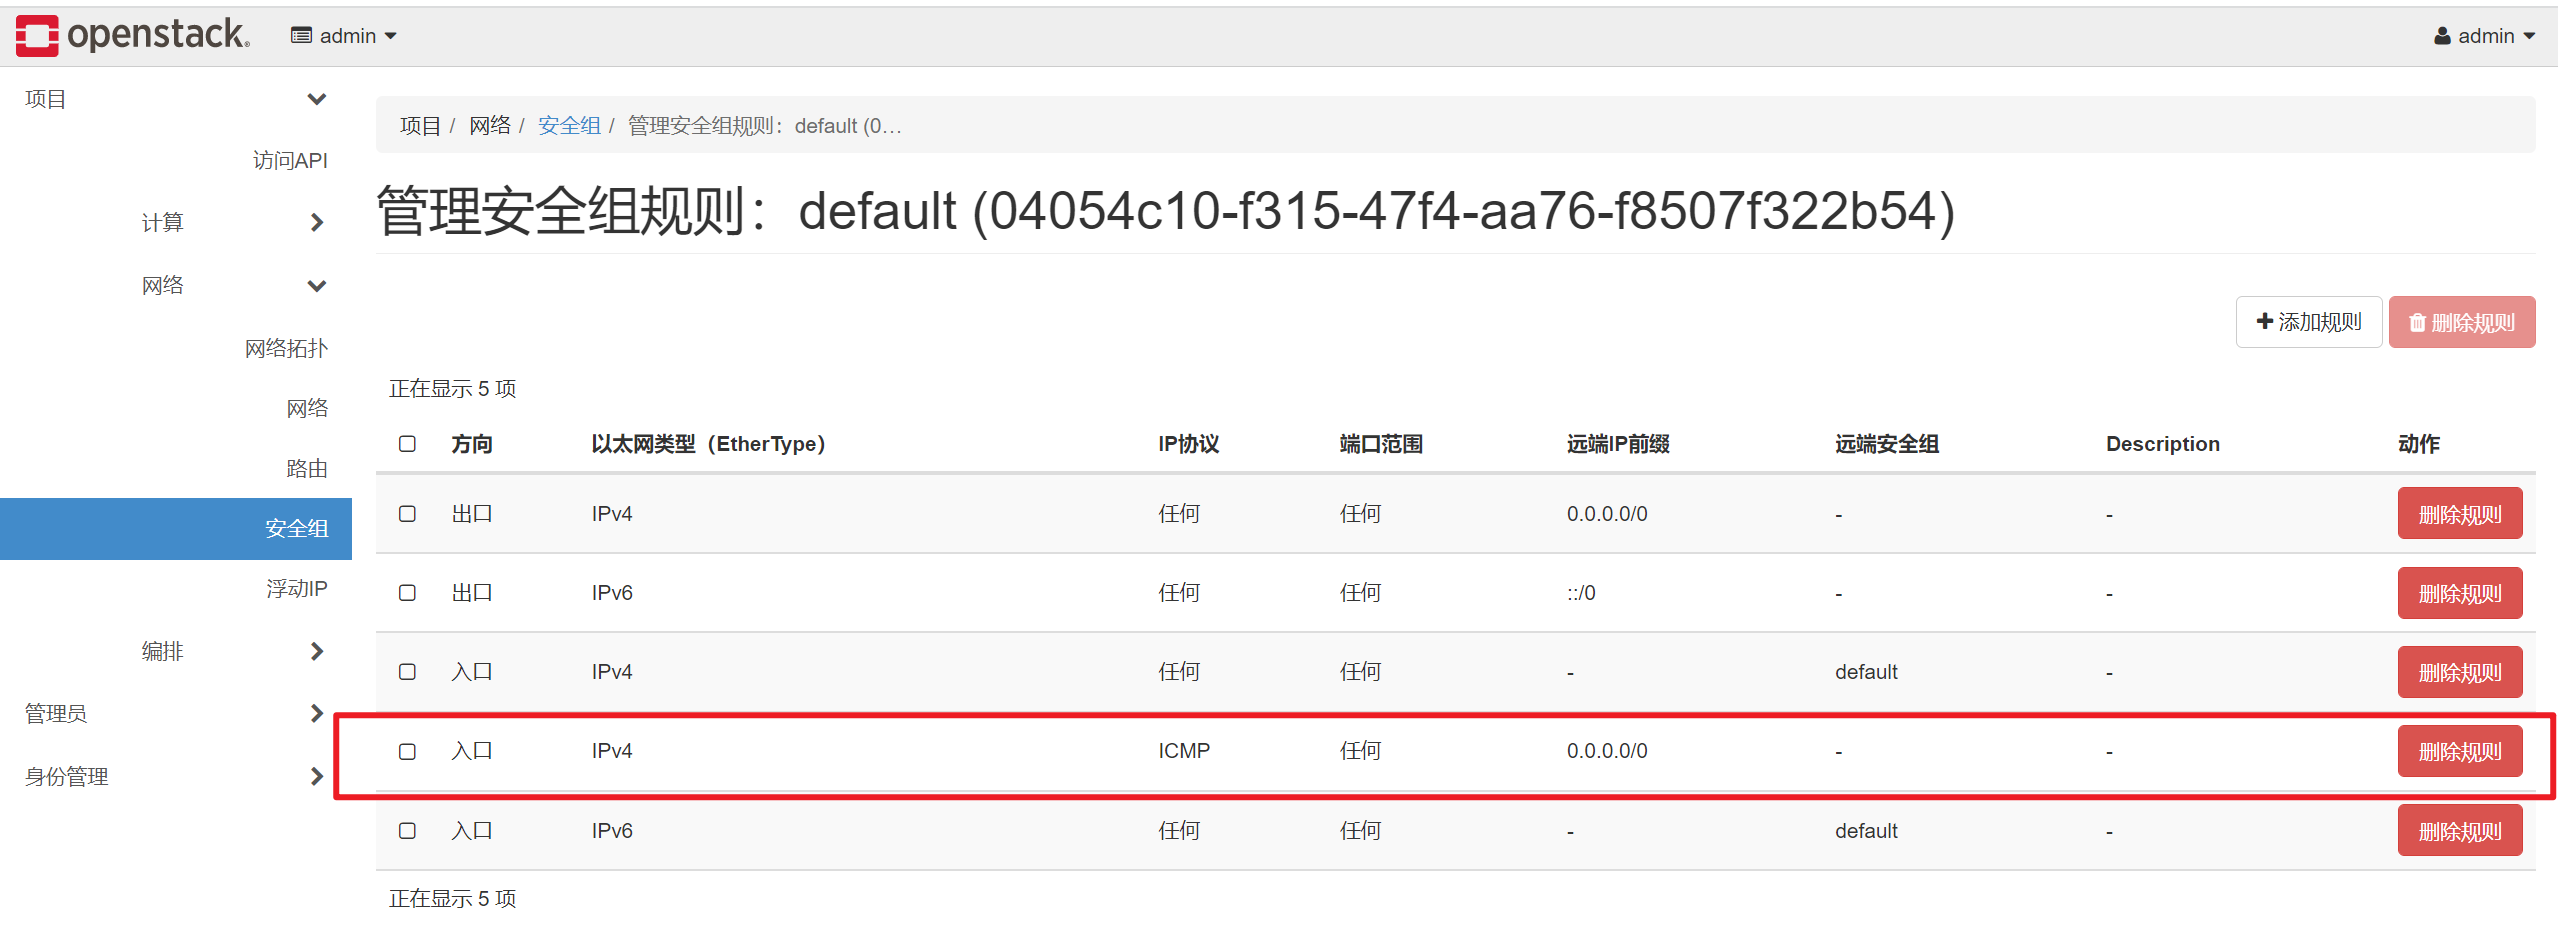 openstack. admin admin
项目
访问API
计算
网络
网络拓扑
网络
路由
安全组
浮动IP
编排
管理员
身份管理
项目 / 网络 / 安全组 / 管理安全组规则：default (0…
管理安全组规则：default (04054c10-f315-47f4-aa76-f8507f322b54)
添加规则 删除规则
正在显示 5 项
方向 以太网类型（EtherType） IP协议 端口范围 远端IP前缀 远端安全组 Description 动作
出口 IPv4 任何 任何 0.0.0.0/0 - - 删除规则
出口 IPv6 任何 任何 ::/0 - - 删除规则
入口 IPv4 任何 任何 - default - 删除规则
入口 IPv4 ICMP 任何 0.0.0.0/0 - - 删除规则
入口 IPv6 任何 任何 - default - 删除规则
正在显示 5 项